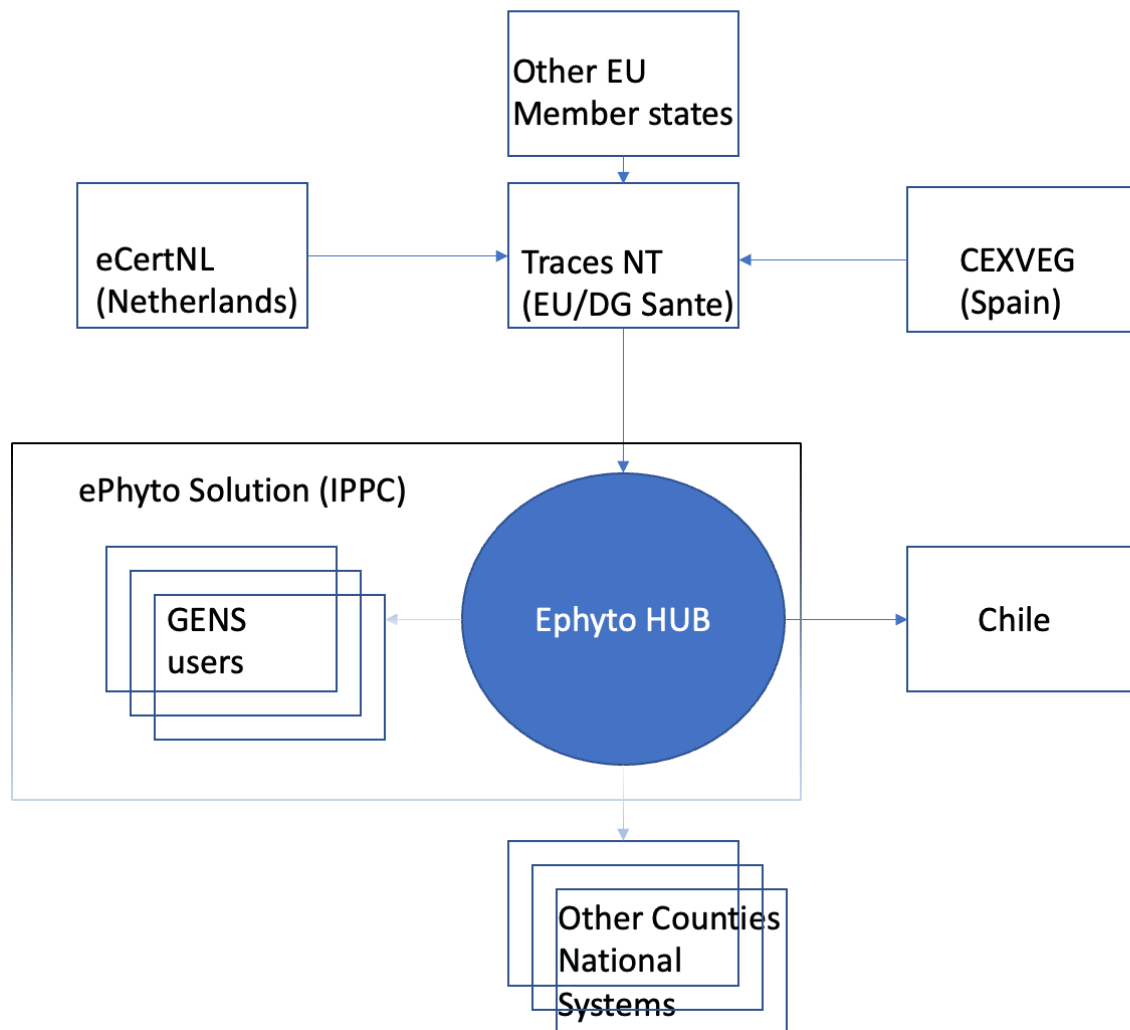 Other EU
Member states
eCertNL
(Netherlands)
Traces NT
(EU/DG Sante)
CEXVEG
(Spain)
ePhyto Solution (IPPC)
GENS
users
Ephyto HUB
Chile
Other Counties
National
Systems